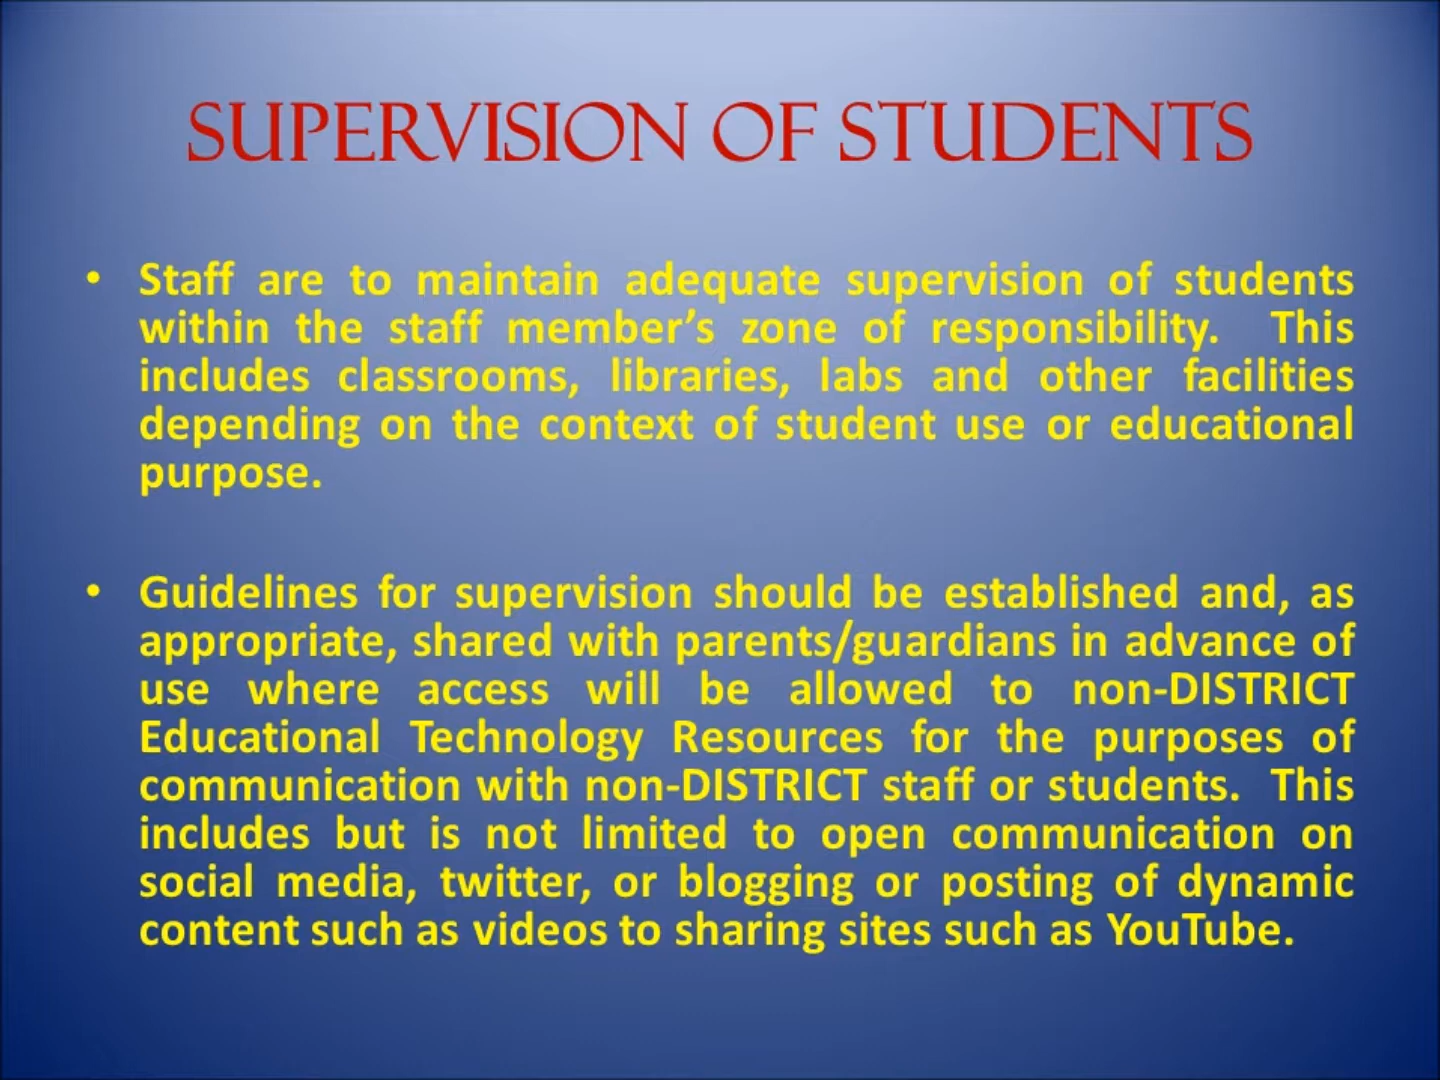 SUPERVISION OF STUDENTS
• Staff are to maintain adequate supervision of students
within the staff member’s zone of responsibility. This
includes classrooms, libraries, labs and other facilities
depending on the context of student use or educational
purpose.
• Guidelines for supervision should be established and, as
appropriate, shared with parents/guardians in advance of
use where access will be allowed to non-DISTRICT
Educational Technology Resources for the purposes of
communication with non-DISTRICT staff or students. This
includes but is not limited to open communication on
social media, twitter, or blogging or posting of dynamic
content such as videos to sharing sites such as YouTube.